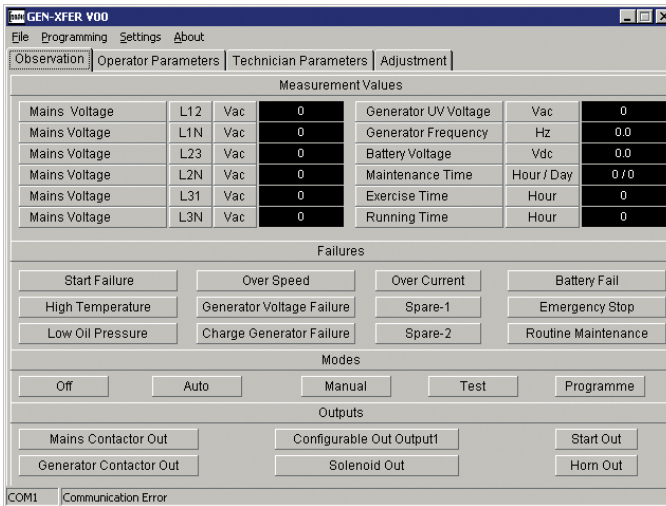 GEN-XFER V00
File Programming Settings About
Observation Operator Parameters Technician Parameters Adjustment
Measurement Values
Mains Voltage L12 Vac 0 Generator UV Voltage Vac 0
Mains Voltage L1N Vac 0 Generator Frequency Hz 0.0
Mains Voltage L23 Vac 0 Battery Voltage Vdc 0.0
Mains Voltage L2N Vac 0 Maintenance Time Hour / Day 0 / 0
Mains Voltage L31 Vac 0 Exercise Time Hour 0
Mains Voltage L3N Vac 0 Running Time Hour 0
Failures
Start Failure Over Speed Over Current Battery Fail
High Temperature Generator Voltage Failure Spare-1 Emergency Stop
Low Oil Pressure Charge Generator Failure Spare-2 Routine Maintenance
Modes
Off Auto Manual Test Programme
Outputs
Mains Contactor Out Configurable Out Output1 Start Out
Generator Contactor Out Solenoid Out Horn Out
COM1 Communication Error